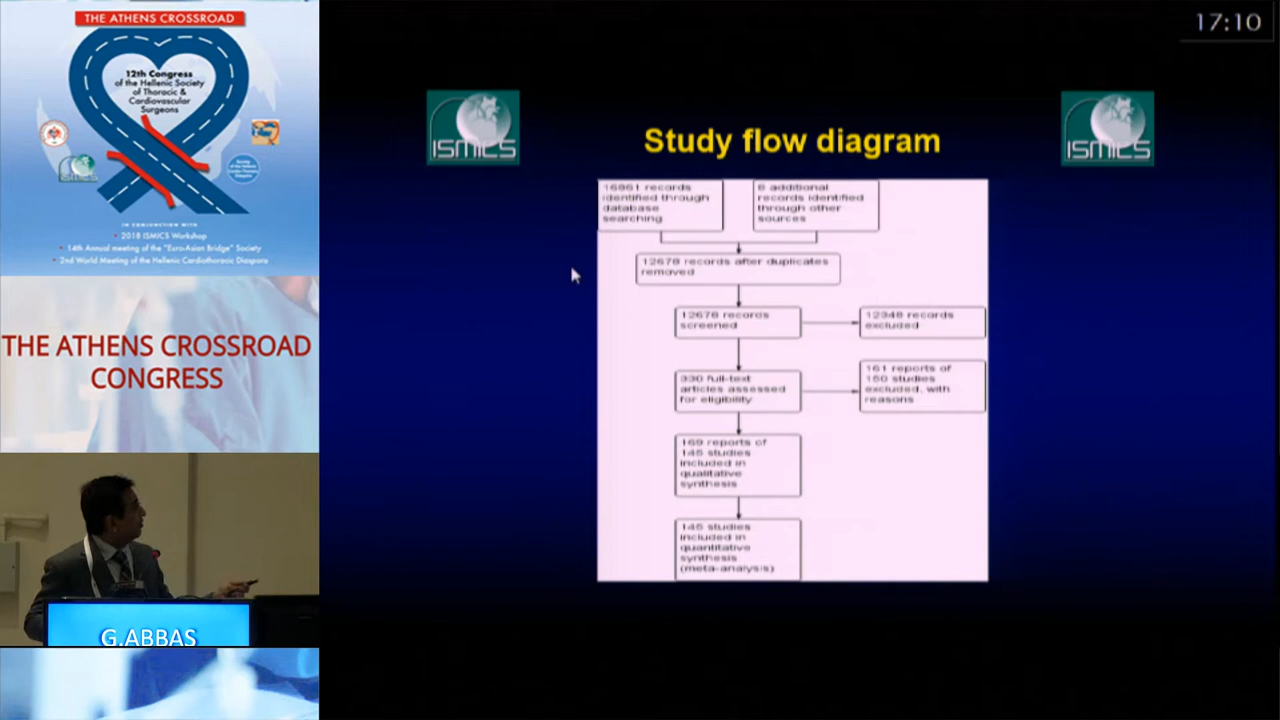 THE ATHENS CROSSROAD
12th Congress
of the Hellenic Society
of Thoracic &
Cardiovascular
Surgeons
ISMICS
IN CONJUNCTION WITH
• 2018 ISMICS Workshop
• 14th Annual meeting of the "Euro-Asian Bridge" Society
• 2nd World Meeting of the Hellenic Cardiothoracic Diaspora
THE ATHENS CROSSROAD
CONGRESS
G.ABBAS
17:10
ISMICS
Study flow diagram
ISMICS
16861 records
identified through
database
searching
additional
records identified
through other
sources
12678 records after duplicates
removed
12678 records
screened
12348 records
excluded
330 full-text
articles assessed
for eligibility
161 reports of
150 studies
excluded, with
reasons
169 reports of
145 studies
included in
qualitative
synthesis
145 studies
included in
quantitative
synthesis
(meta-analysis)